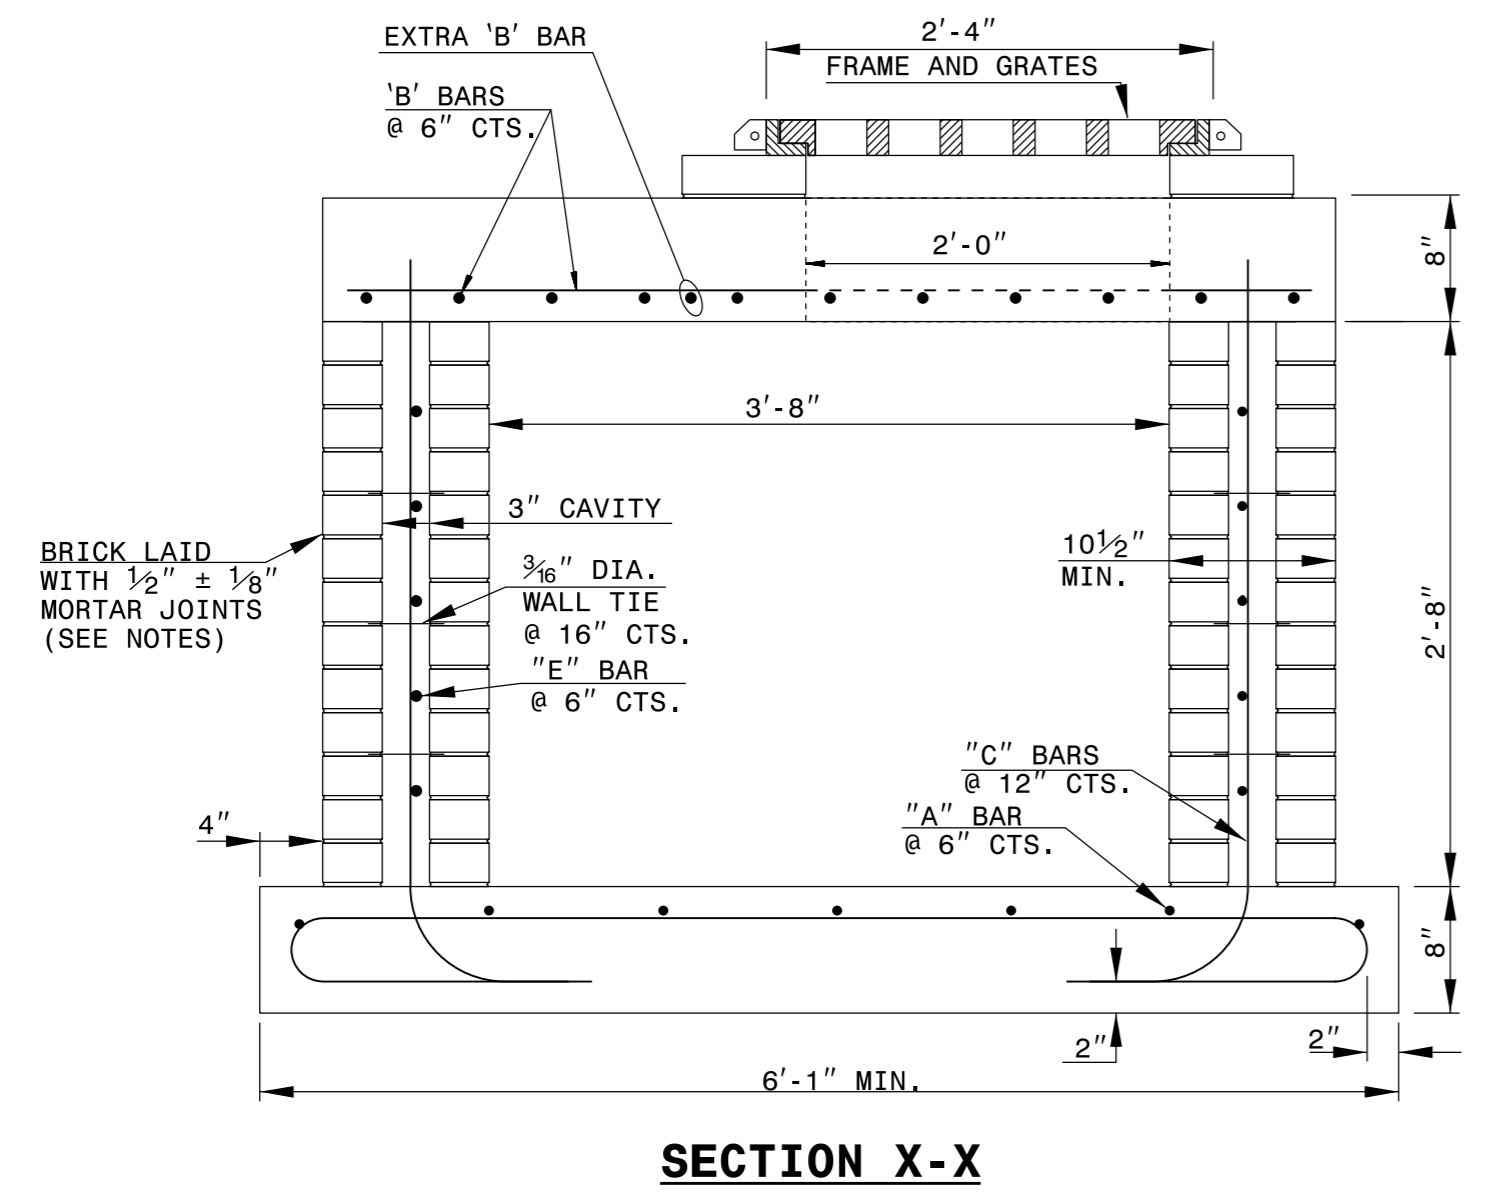 EXTRA 'B' BAR
2'-4"
FRAME AND GRATES
'B' BARS
@ 6" CTS.
2'-0"
8"
3'-8"
3" CAVITY
BRICK LAID
WITH 1/2" ± 1/8"
MORTAR JOINTS
(SEE NOTES)
3/16" DIA.
WALL TIE
@ 16" CTS.
10 1/2"
MIN.
2'-8"
"E" BAR
@ 6" CTS.
"C" BARS
@ 12" CTS.
"A" BAR
@ 6" CTS.
4"
8"
2"
2"
6'-1" MIN.
SECTION X-X